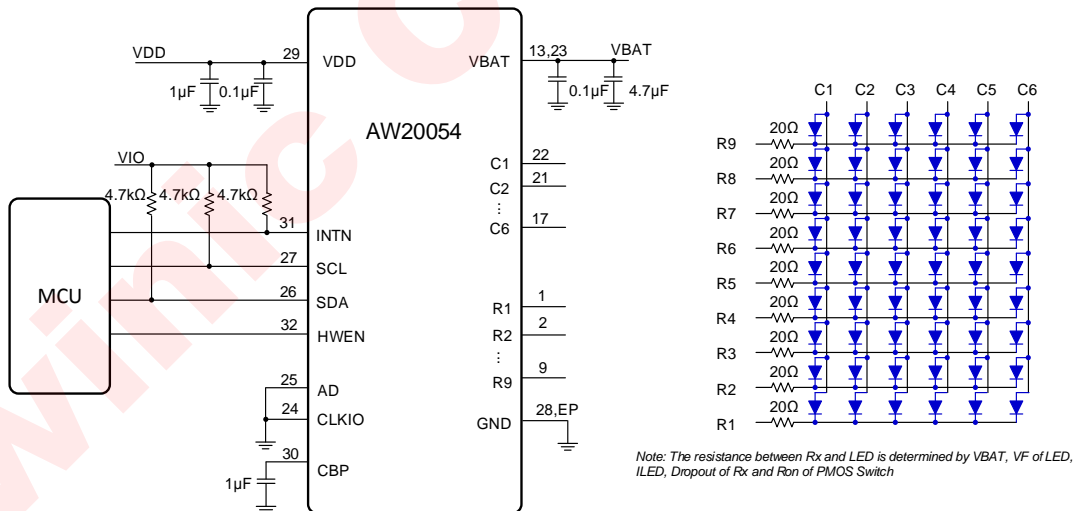 VDD
29
VDD
1μF
0.1μF
VBAT
13,23
VBAT
0.1μF
4.7μF
AW20054
VIO
4.7kΩ
4.7kΩ
4.7kΩ
MCU
31
INTN
27
SCL
26
SDA
32
HWEN
25
AD
24
CLKIO
30
CBP
1μF
C1
22
C2
21
⋮
C6
17
R1
1
R2
2
⋮
R9
9
GND
28,EP
C1 C2 C3 C4 C5 C6
R9 20Ω
R8 20Ω
R7 20Ω
R6 20Ω
R5 20Ω
R4 20Ω
R3 20Ω
R2 20Ω
R1 20Ω
Note: The resistance between Rx and LED is determined by VBAT, VF of LED,
ILED, Dropout of Rx and Ron of PMOS Switch
winic